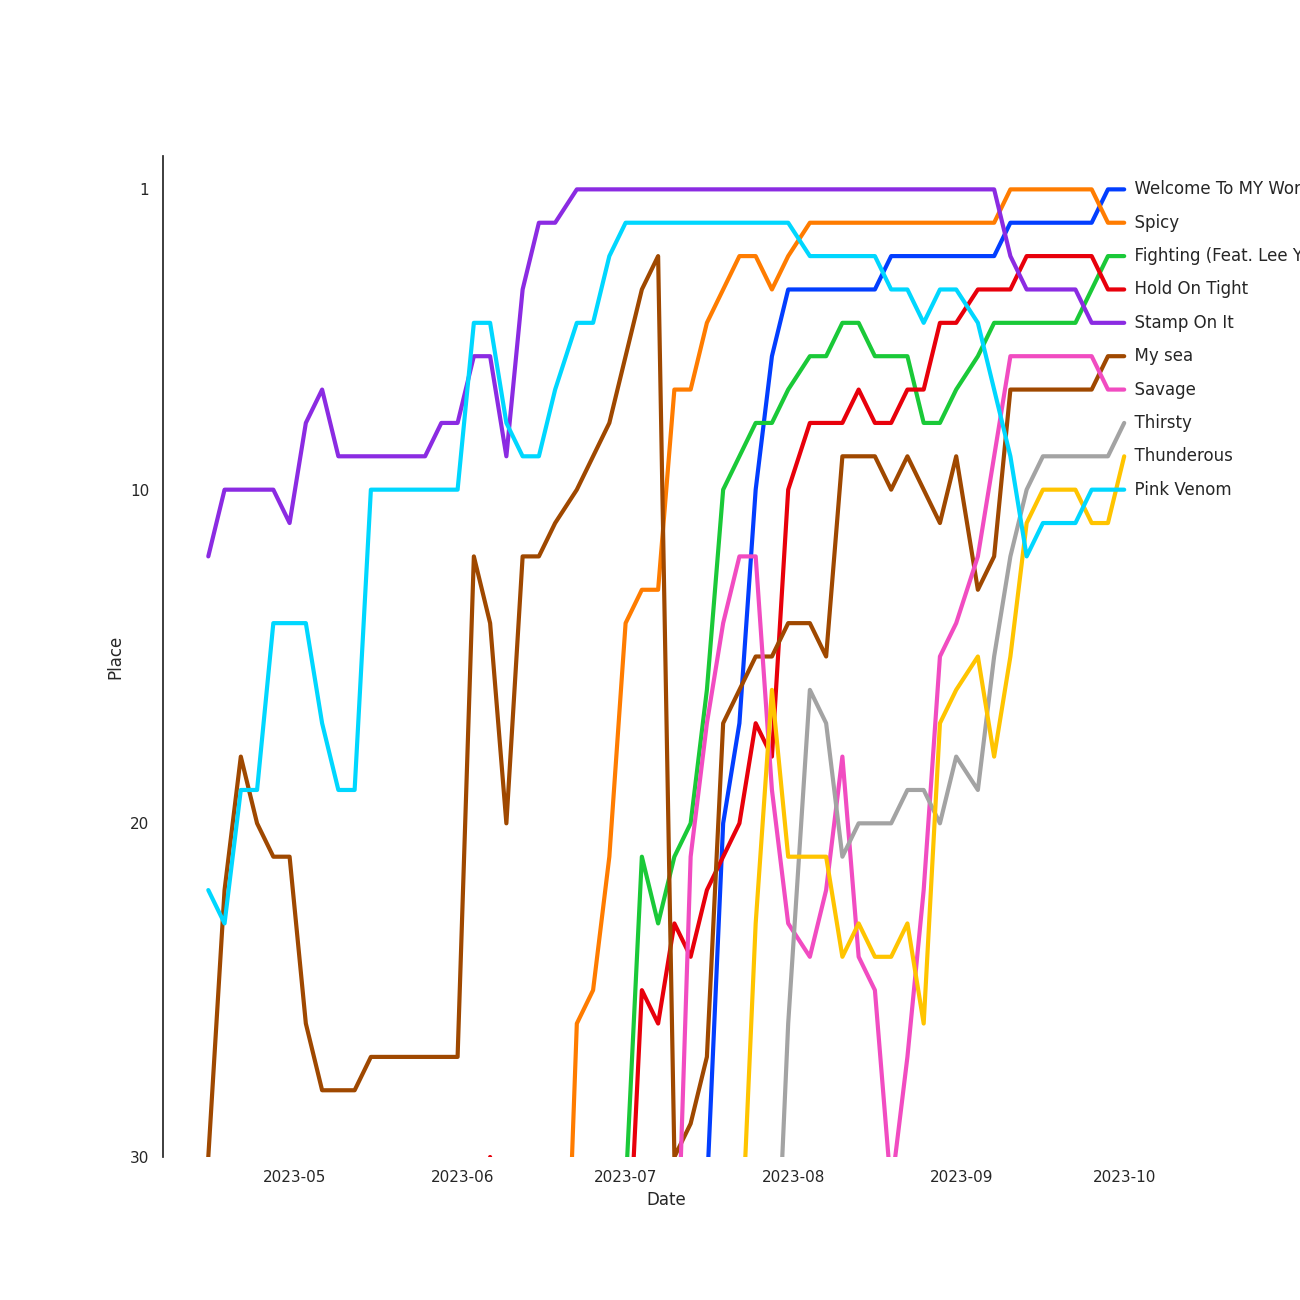 1
10
20
30
Place
2023-05
2023-06
2023-07
2023-08
2023-09
2023-10
Date
Welcome To MY
Spicy
Fighting (Feat. Lee
Hold On Tight
Stamp On It
My sea
Savage
Thirsty
Thunderous
Pink Venom